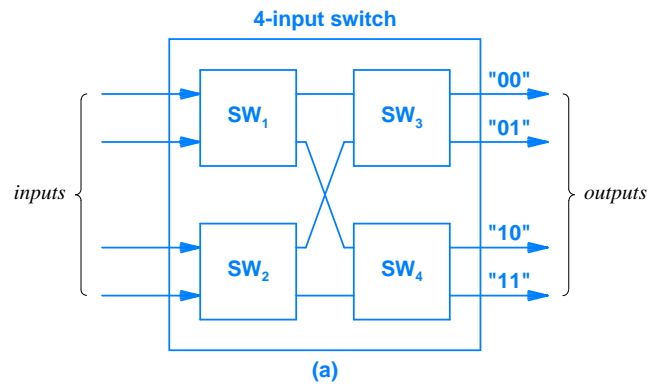 4-input switch
"00"
SW₁ SW₃
"01"
inputs outputs
"10"
SW₂ SW₄
"11"
(a)